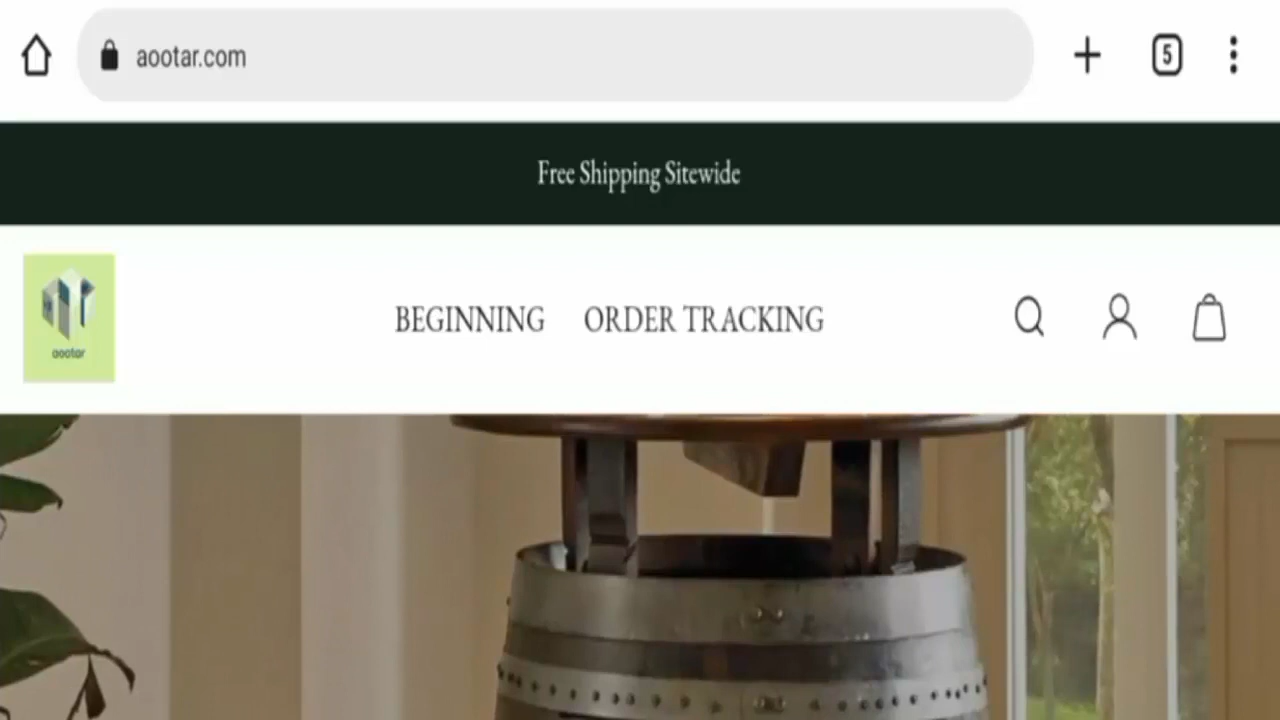 aootar.com
5
Free Shipping Sitewide
BEGINNING ORDER TRACKING
aootar